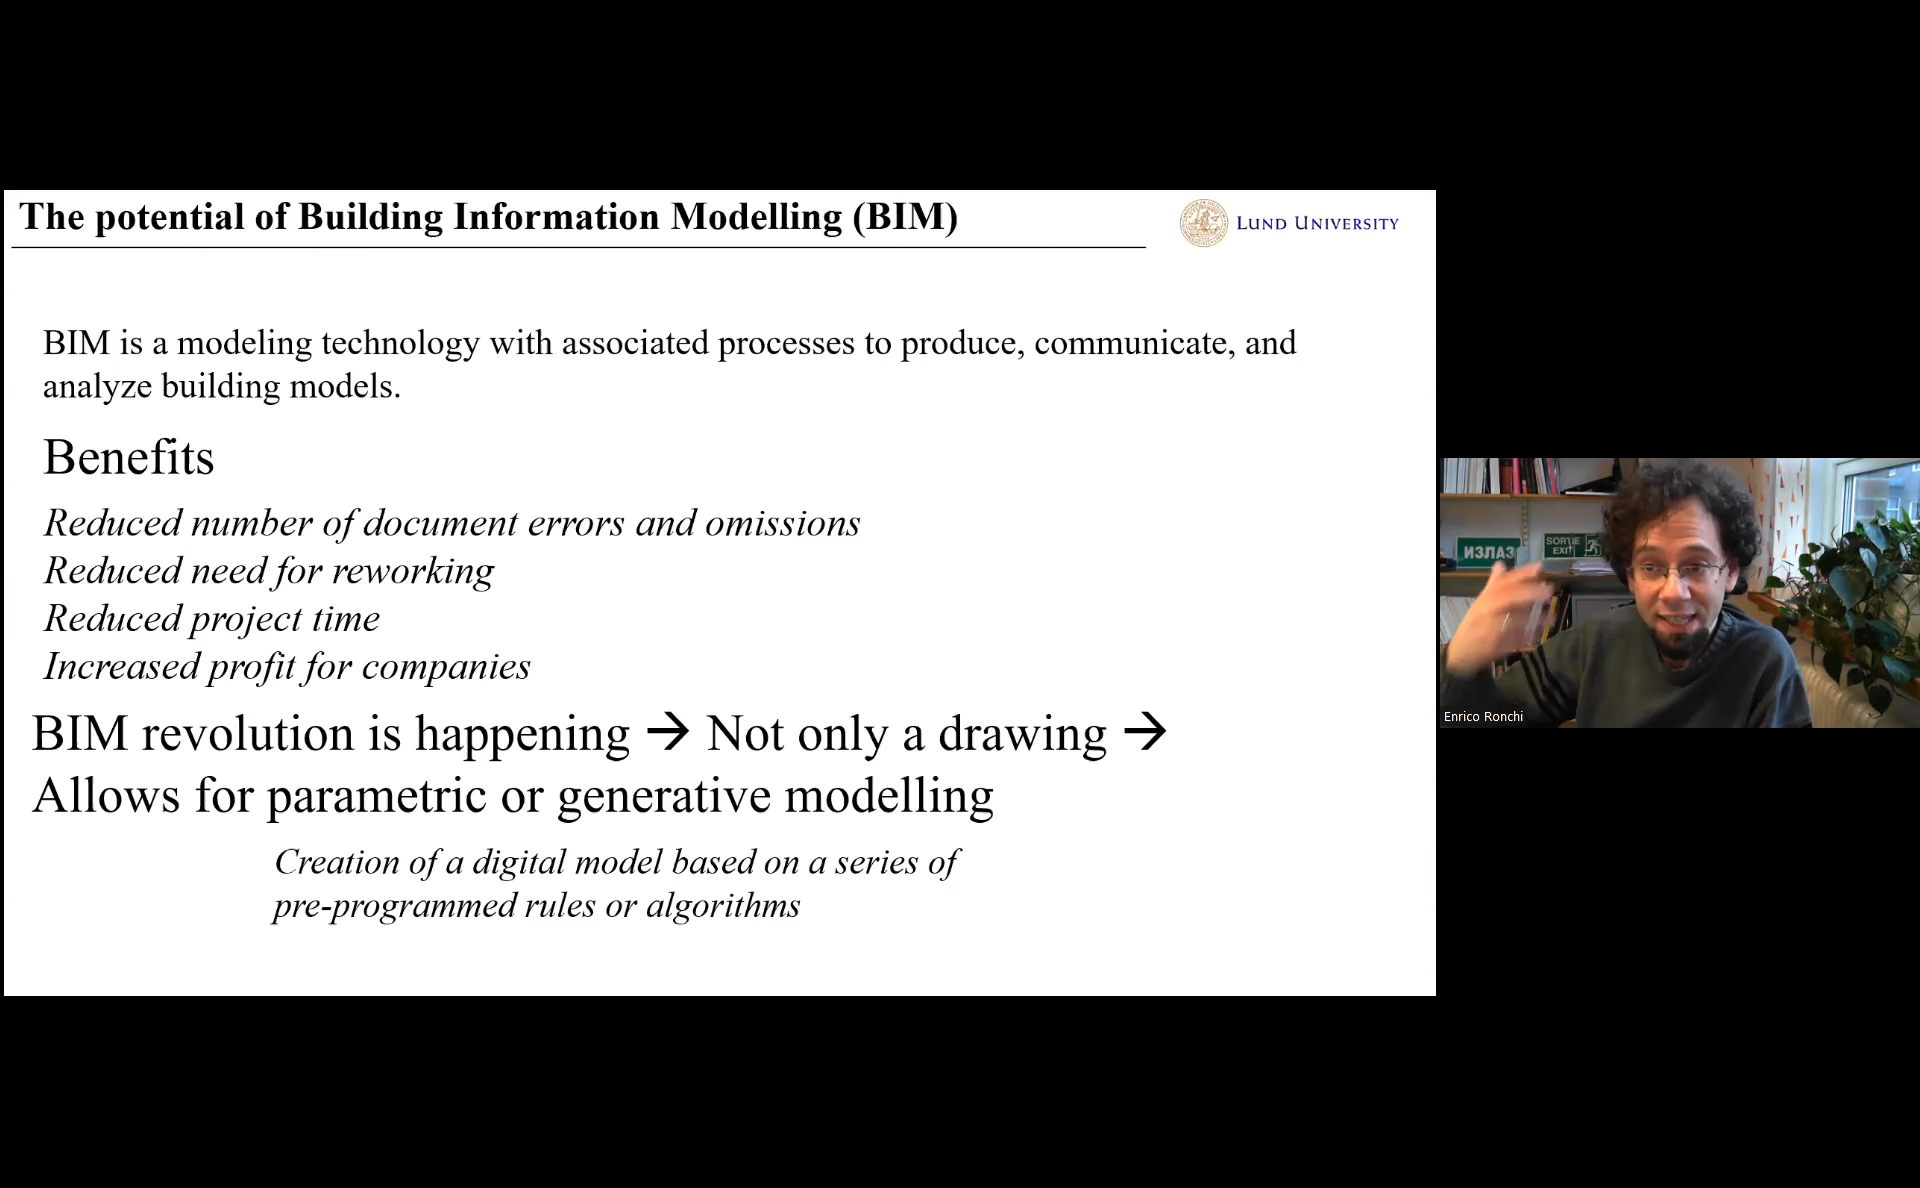 The potential of Building Information Modelling (BIM)
LUND UNIVERSITY
BIM is a modeling technology with associated processes to produce, communicate, and
analyze building models.
Benefits
Reduced number of document errors and omissions
Reduced need for reworking
Reduced project time
Increased profit for companies
BIM revolution is happening → Not only a drawing →
Allows for parametric or generative modelling
Creation of a digital model based on a series of
pre-programmed rules or algorithms
ИЗЛАЗ
SORTIE
EXIT
Enrico Ronchi